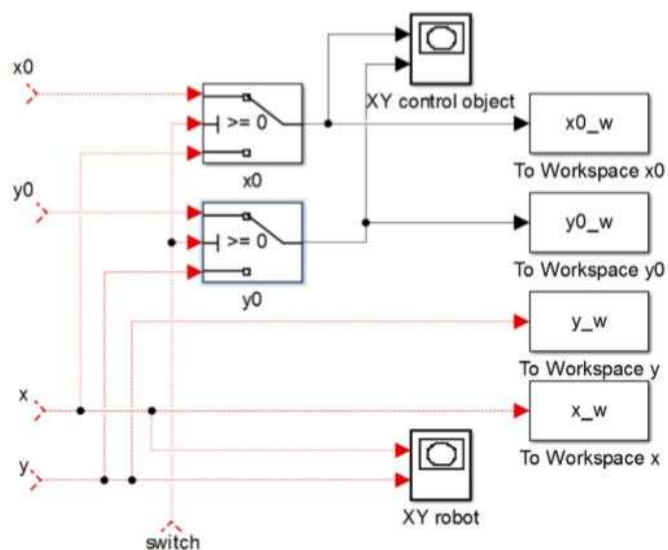 x0
XY control object
>= 0
x0_w
x0
To Workspace x0
y0
>= 0
y0_w
y0
To Workspace y0
y_w
To Workspace y
x
x_w
To Workspace x
y
XY robot
switch